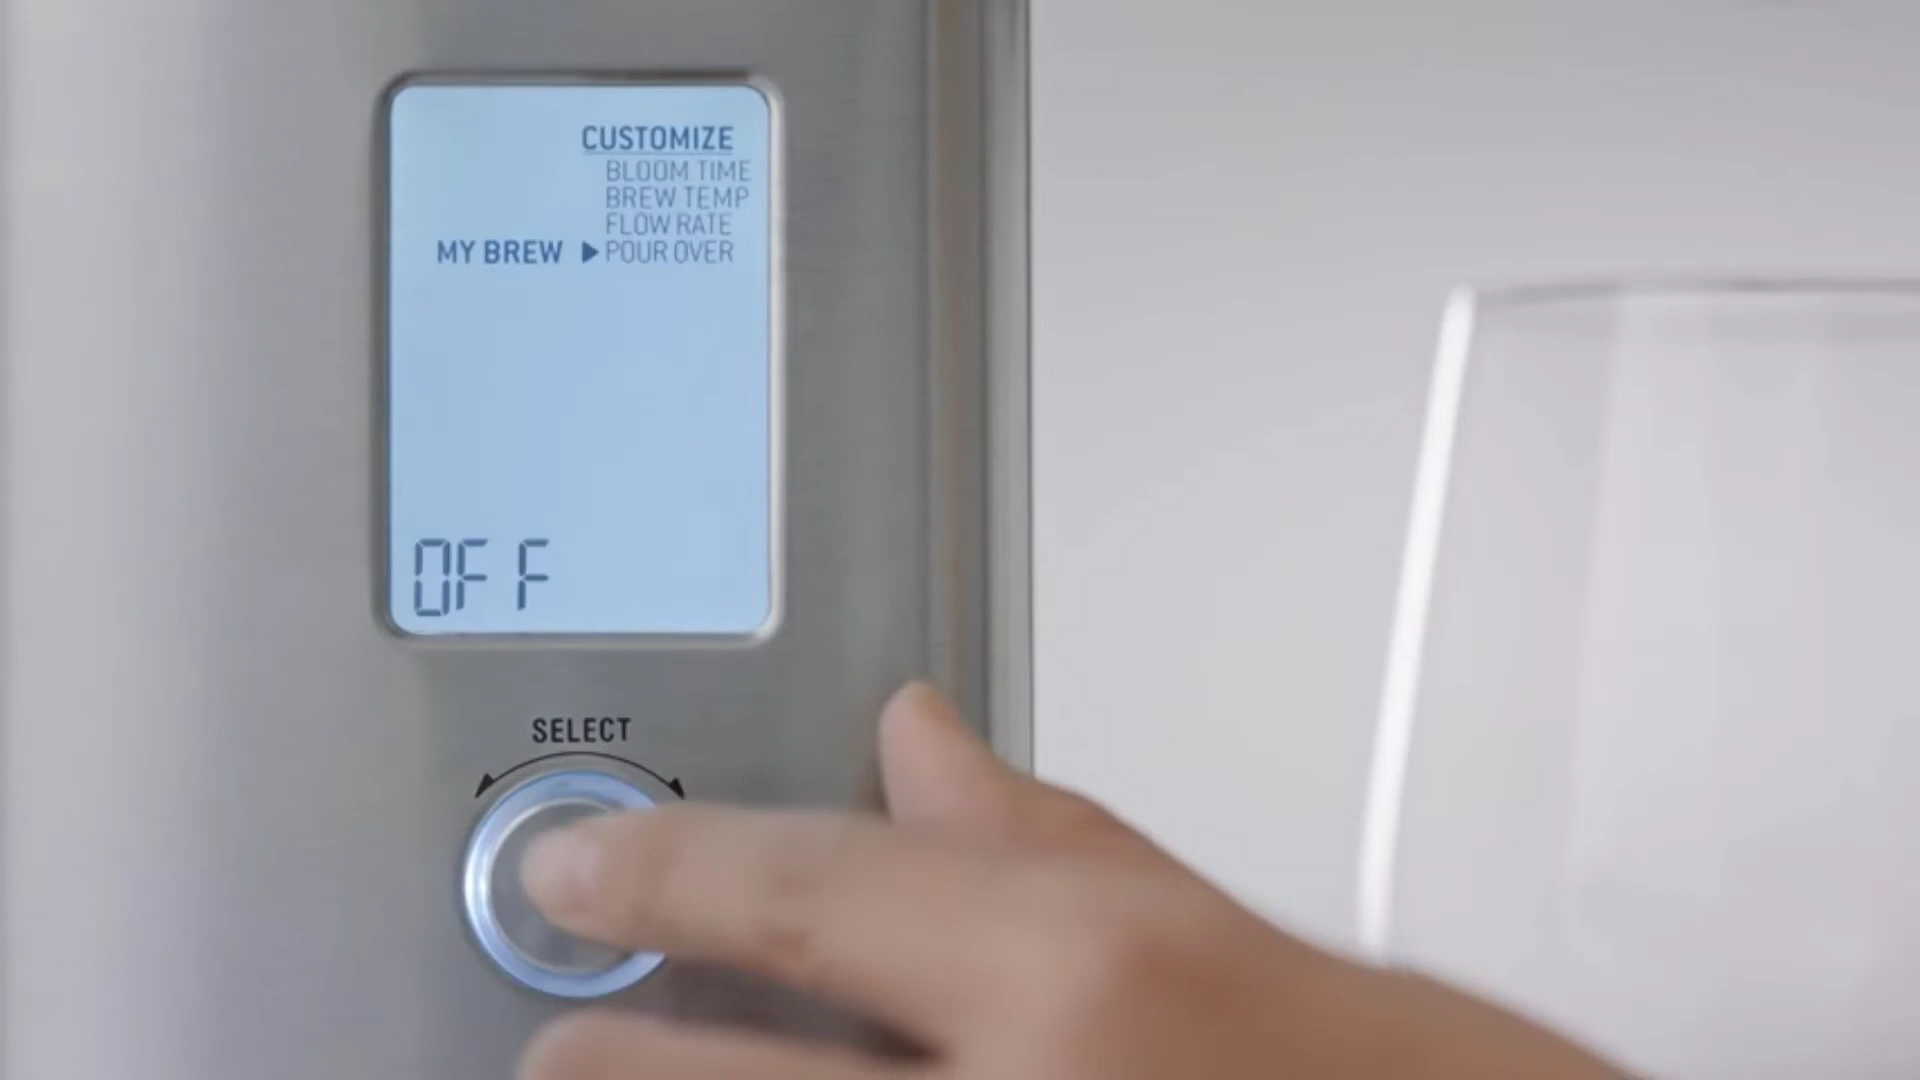 CUSTOMIZE
BLOOM TIME
BREW TEMP
FLOW RATE
MY BREW ▶ POUR OVER
OFF
SELECT